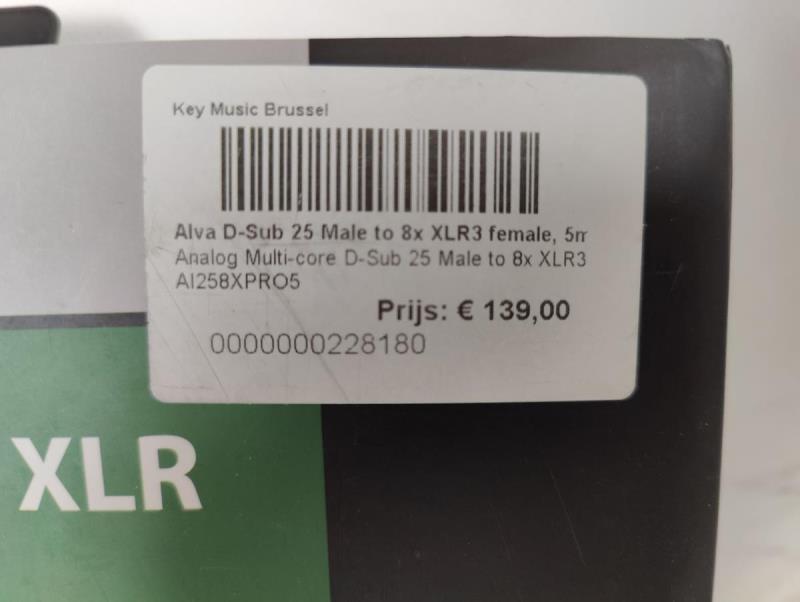 Key Music Brussel
Alva D-Sub 25 Male to 8x XLR3 female, 5m
Analog Multi-core D-Sub 25 Male to 8x XLR3
AI258XPRO5
Prijs: € 139,00
0000000228180
XLR